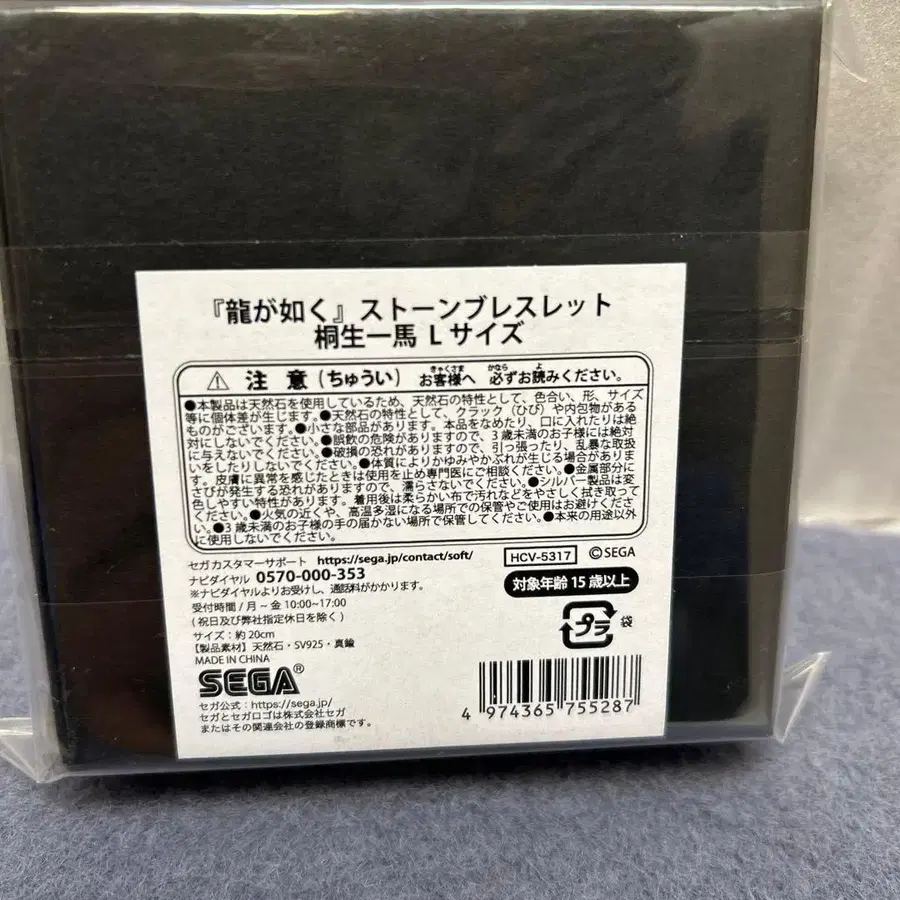 『龍が如く』ストーンブレスレット
桐生一馬 Lサイズ
⚠ 注 意（ちゅうい） お客様へ 必ずお読みください。
きゃくさま かなら よ
●本製品は天然石を使用しているため、天然石の特性として、色合い、形、サイズ
等に個体差が生じます。●天然石の特性として、クラック（ひび）や内包物がある
ものがございます。●小さな部品があります。本品をなめたり、口に入れたりは絶
対にしないでください。●誤飲の危険がありますので、3歳未満のお子様には絶対
に与えないでください。●破損の恐れがありますので、引っ張ったり、乱暴な取扱
いをしたりしないでください。●体質によりかゆみやかぶれが生じる場合がありま
す。皮膚に異常を感じたときは使用を止め専門医にご相談ください。●金属部分に
さびが発生する恐れがありますので、濡らさないでください。●シルバー製品は変
色しやすい特性があります。着用後は柔らかい布で汚れなどをやさしく拭き取って
ください。●火気の近くや、高温多湿になる場所での保管やご使用はお避けくださ
い。●3歳未満のお子様の手の届かない場所で保管してください。●本来の用途以外
に使用しないでください。
セガカスタマーサポート https://sega.jp/contact/soft/
ナビダイヤル 0570-000-353
※ナビダイヤルよりお受けし、通話料がかかります。
受付時間 / 月～金 10:00~17:00
（祝日及び弊社指定休日を除く）
サイズ：約20cm
【製品素材】天然石・SV925・真鍮
MADE IN CHINA
SEGA®
セガ公式：https://sega.jp/
セガとセガロゴは株式会社セガ
またはその関連会社の登録商標です。
HCV-5317 ©SEGA
対象年齢15歳以上
プラ 袋
4 974365 755287